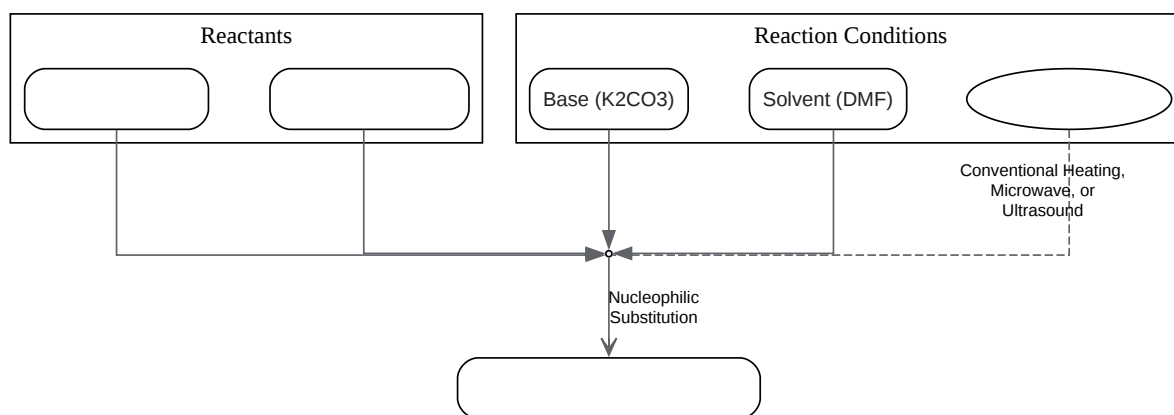 Reactants
Reaction Conditions
Base (K2CO3)
Solvent (DMF)
Conventional Heating,
Microwave, or
Ultrasound
Nucleophilic
Substitution